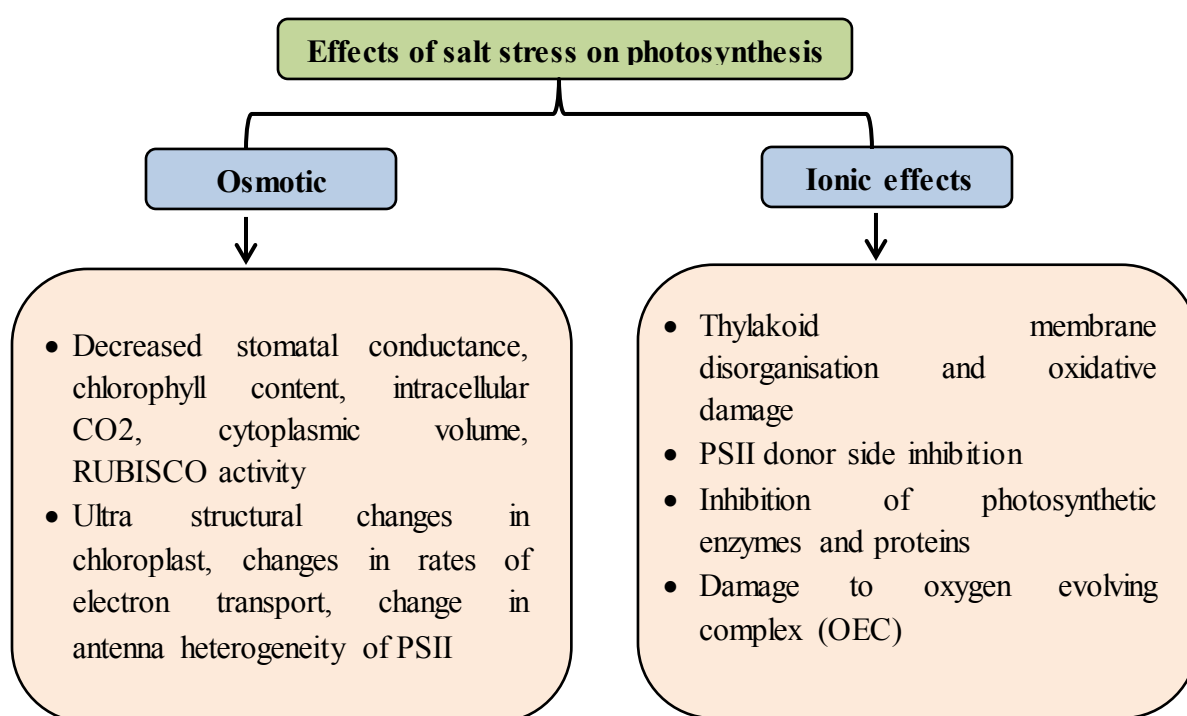 Effects of salt stress on photosynthesis
Osmotic
Ionic effects
• Decreased stomatal conductance,
chlorophyll content, intracellular
CO2, cytoplasmic volume,
RUBISCO activity
• Ultra structural changes in
chloroplast, changes in rates of
electron transport, change in
antenna heterogeneity of PSII
• Thylakoid membrane
disorganisation and oxidative
damage
• PSII donor side inhibition
• Inhibition of photosynthetic
enzymes and proteins
• Damage to oxygen evolving
complex (OEC)